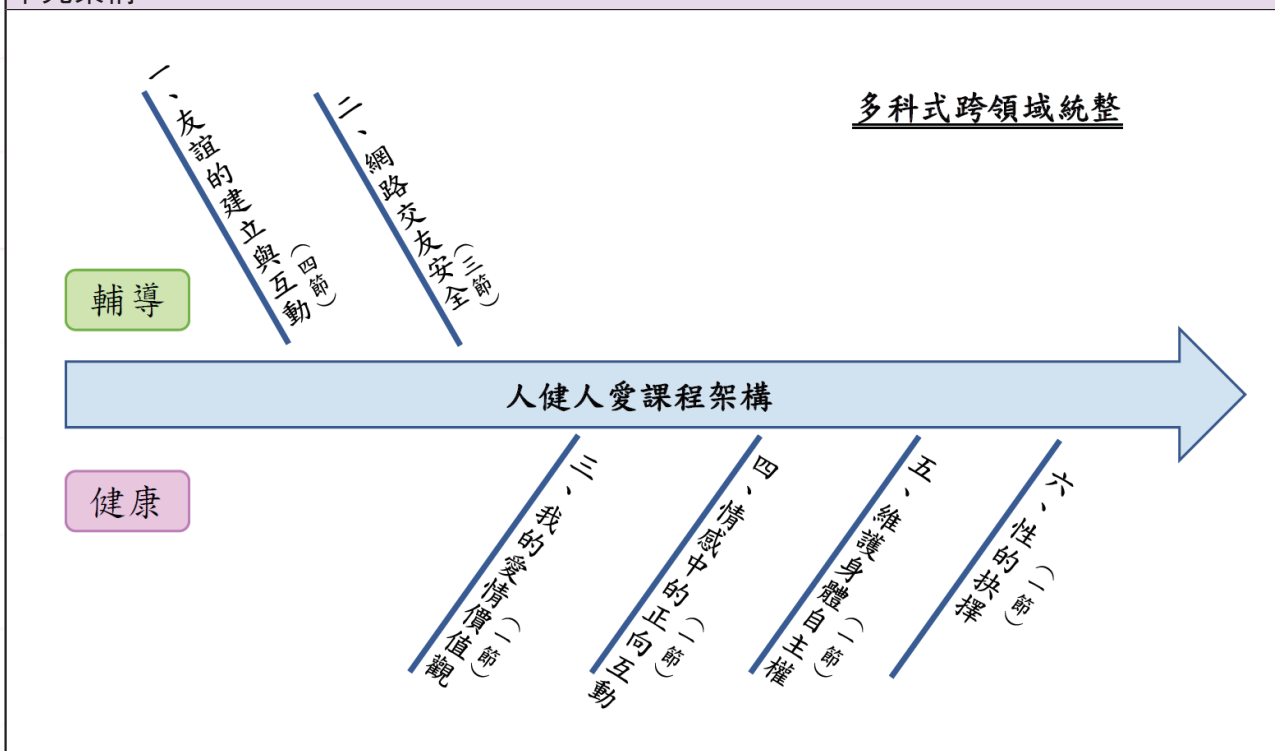 多科式跨領域統整
一、友誼的建立與互動(四節)
二、網路交友安全(三節)
輔導
人健人愛課程架構
健康
三、我的愛情價值觀(一節)
四、情感中的正向互動(一節)
五、維護身體自主權(一節)
六、性的抉擇(一節)